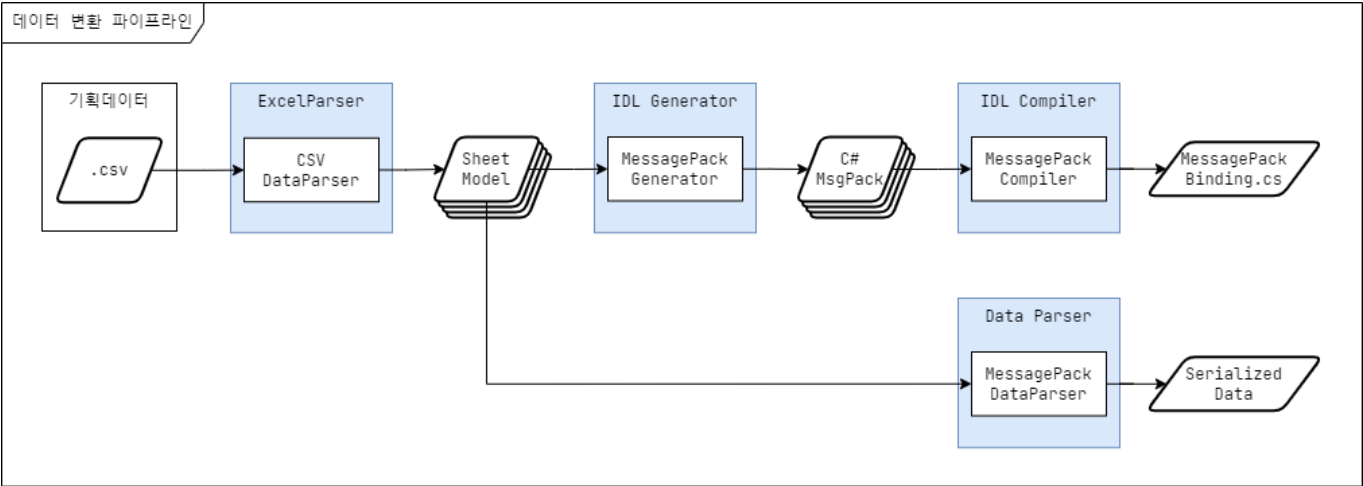 데이터 변환 파이프라인
기획데이터
.csv
ExcelParser
CSV
DataParser
Sheet
Model
IDL Generator
MessagePack
Generator
C#
MsgPack
IDL Compiler
MessagePack
Compiler
MessagePack
Binding.cs
Data Parser
MessagePack
DataParser
Serialized
Data